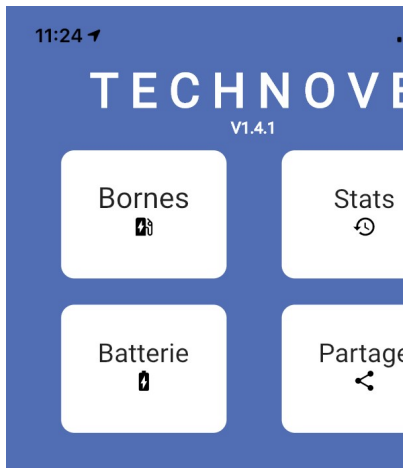 11:24
TECHNOVE
V1.4.1
Bornes
Stats
Batterie
Partage